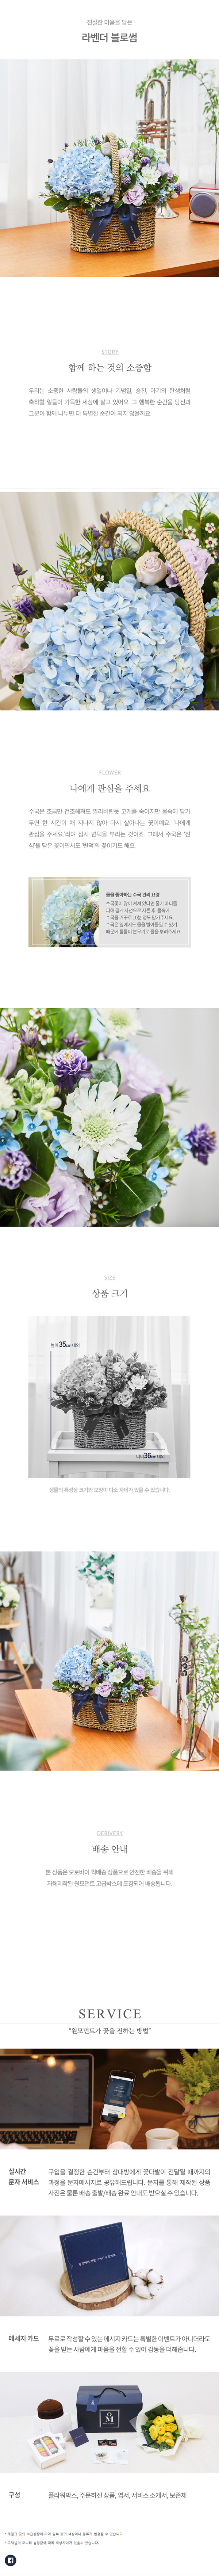 진실한 마음을 담은
라벤더 블로썸
STORY
함께 하는 것의 소중함
우리는 소중한 사람들의 생일이나 기념일, 승진, 아기의 탄생처럼
축하할 일들이 가득한 세상에 살고 있어요. 그 행복한 순간을 당신과
그분이 함께 나누면 더 특별한 순간이 되지 않을까요.
FLOWER
나에게 관심을 주세요
수국은 조금만 건조해져도 말라버린듯 고개를 숙이지만 물속에 담가
두면 한 시간이 채 지나지 않아 다시 살아나는 꽃이에요. '나에게
관심을 주세요.'라며 잠시 변덕을 부리는 것이죠. 그래서 수국은 '진
심'을 담은 꽃이면서도 '변덕'의 꽃이기도 해요.
물을 좋아하는 수국 관리 요령
수국꽃이 많이 처져 있다면 줄기 마디를
피해 길게 사선으로 자른 후 물속에
수국을 거꾸로 10분 정도 담가주세요.
수국은 잎에서도 물을 빨아들일 수 있기
때문에 틈틈이 분무기로 물을 뿌려주세요.
SIZE
상품 크기
높이 35cm 내외
너비 36cm 내외
생물의 특성상 크기와 모양이 다소 차이가 있을 수 있습니다.
DERIVERY
배송 안내
본 상품은 오토바이 퀵배송 상품으로 안전한 배송을 위해
자체제작된 원모먼트 고급박스에 포장되어 배송됩니다.
SERVICE
"원모먼트가 꽃을 전하는 방법"
실시간
문자 서비스
구입을 결정한 순간부터 상대방에게 꽃다발이 전달될 때까지의
과정을 문자메시지로 공유해드립니다. 문자를 통해 제작된 상품
사진은 물론 배송 출발/배송 완료 안내도 받으실 수 있습니다.
메세지 카드
무료로 작성할 수 있는 메시지 카드는 특별한 이벤트가 아니더라도
꽃을 받는 사람에게 마음을 전할 수 있어 감동을 더해줍니다.
구성
플라워박스, 주문하신 상품, 엽서, 서비스 소개서, 보존제